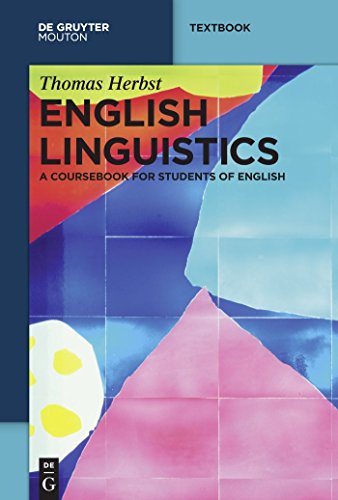 DE GRUYTER
MOUTON
TEXTBOOK
Thomas Herbst
ENGLISH
LINGUISTICS
A COURSEBOOK FOR STUDENTS OF ENGLISH
DE
G